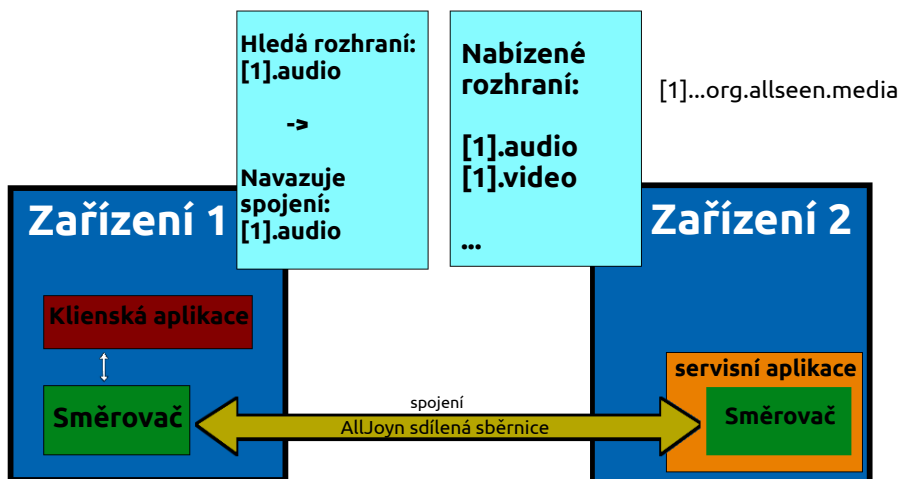 Hledá rozhraní:
[1].audio
->
Navazuje
spojení:
[1].audio
Nabízené
rozhraní:
[1].audio
[1].video
...
[1]...org.allseen.media
Zařízení 1
Klienská aplikace
Směrovač
spojení
AllJoyn sdílená sběrnice
Zařízení 2
servisní aplikace
Směrovač